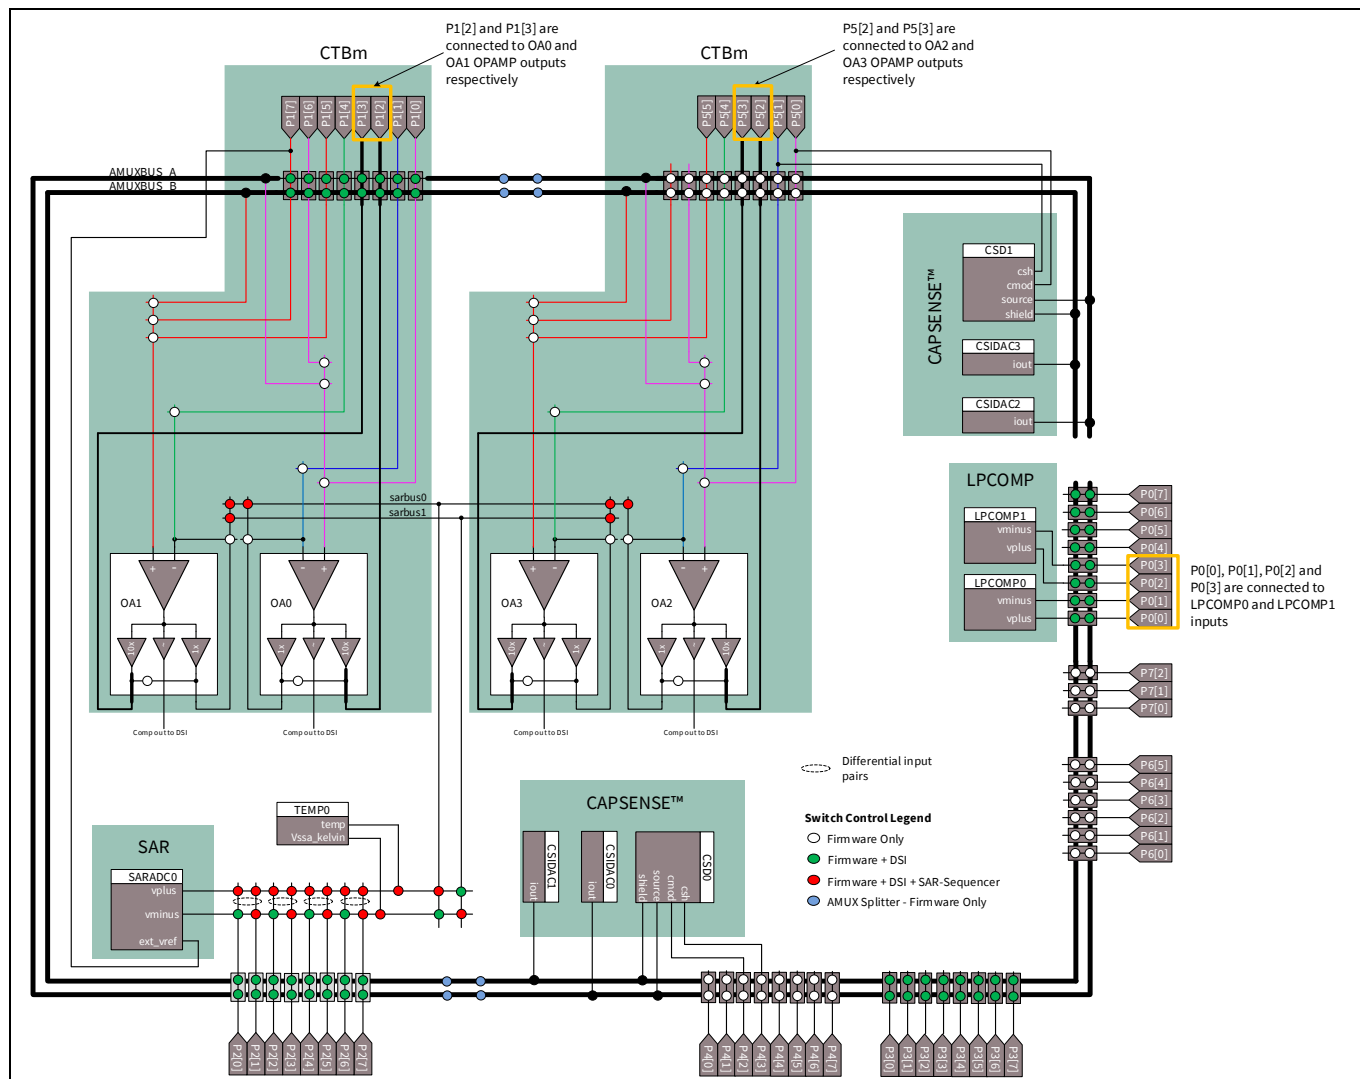 P1[2] and P1[3] are
connected to OA0 and
OA1 OPAMP outputs
respectively
P5[2] and P5[3] are
connected to OA2 and
OA3 OPAMP outputs
respectively
CTBm
CTBm
P1[7]
P1[6]
P1[5]
P1[4]
P1[3]
P1[2]
P1[1]
P1[0]
P5[5]
P5[4]
P5[3]
P5[2]
P5[1]
P5[0]
AMUXBUS_A
AMUXBUS_B
CAPSENSE™
CSD1
csh
cmod
source
shield
CSIDAC3
iout
CSIDAC2
iout
LPCOMP
LPCOMP1
vminus
vplus
LPCOMP0
vminus
vplus
P0[7]
P0[6]
P0[5]
P0[4]
P0[3]
P0[2]
P0[1]
P0[0]
P0[0], P0[1], P0[2] and
P0[3] are connected to
LPCOMP0 and LPCOMP1
inputs
sarbus0
sarbus1
- +
OA1
10x
-
1x
- +
OA0
1x
-
10x
- +
OA3
10x
-
1x
- +
OA2
1x
-
10x
Comp out to DSI
Comp out to DSI
Comp out to DSI
Comp out to DSI
P7[2]
P7[1]
P7[0]
P6[5]
P6[4]
P6[3]
P6[2]
P6[1]
P6[0]
Differential input
pairs
Switch Control Legend
Firmware Only
Firmware + DSI
Firmware + DSI + SAR-Sequencer
AMUX Splitter - Firmware Only
CAPSENSE™
CSIDAC1
iout
CSIDAC0
iout
CSD0
shield
source
cmod
csh
TEMP0
temp
Vssa_kelvin
SAR
SARADC0
vplus
vminus
ext_vref
P2[0]
P2[1]
P2[2]
P2[3]
P2[4]
P2[5]
P2[6]
P2[7]
P4[0]
P4[1]
P4[2]
P4[3]
P4[4]
P4[5]
P4[6]
P4[7]
P3[0]
P3[1]
P3[2]
P3[3]
P3[4]
P3[5]
P3[6]
P3[7]